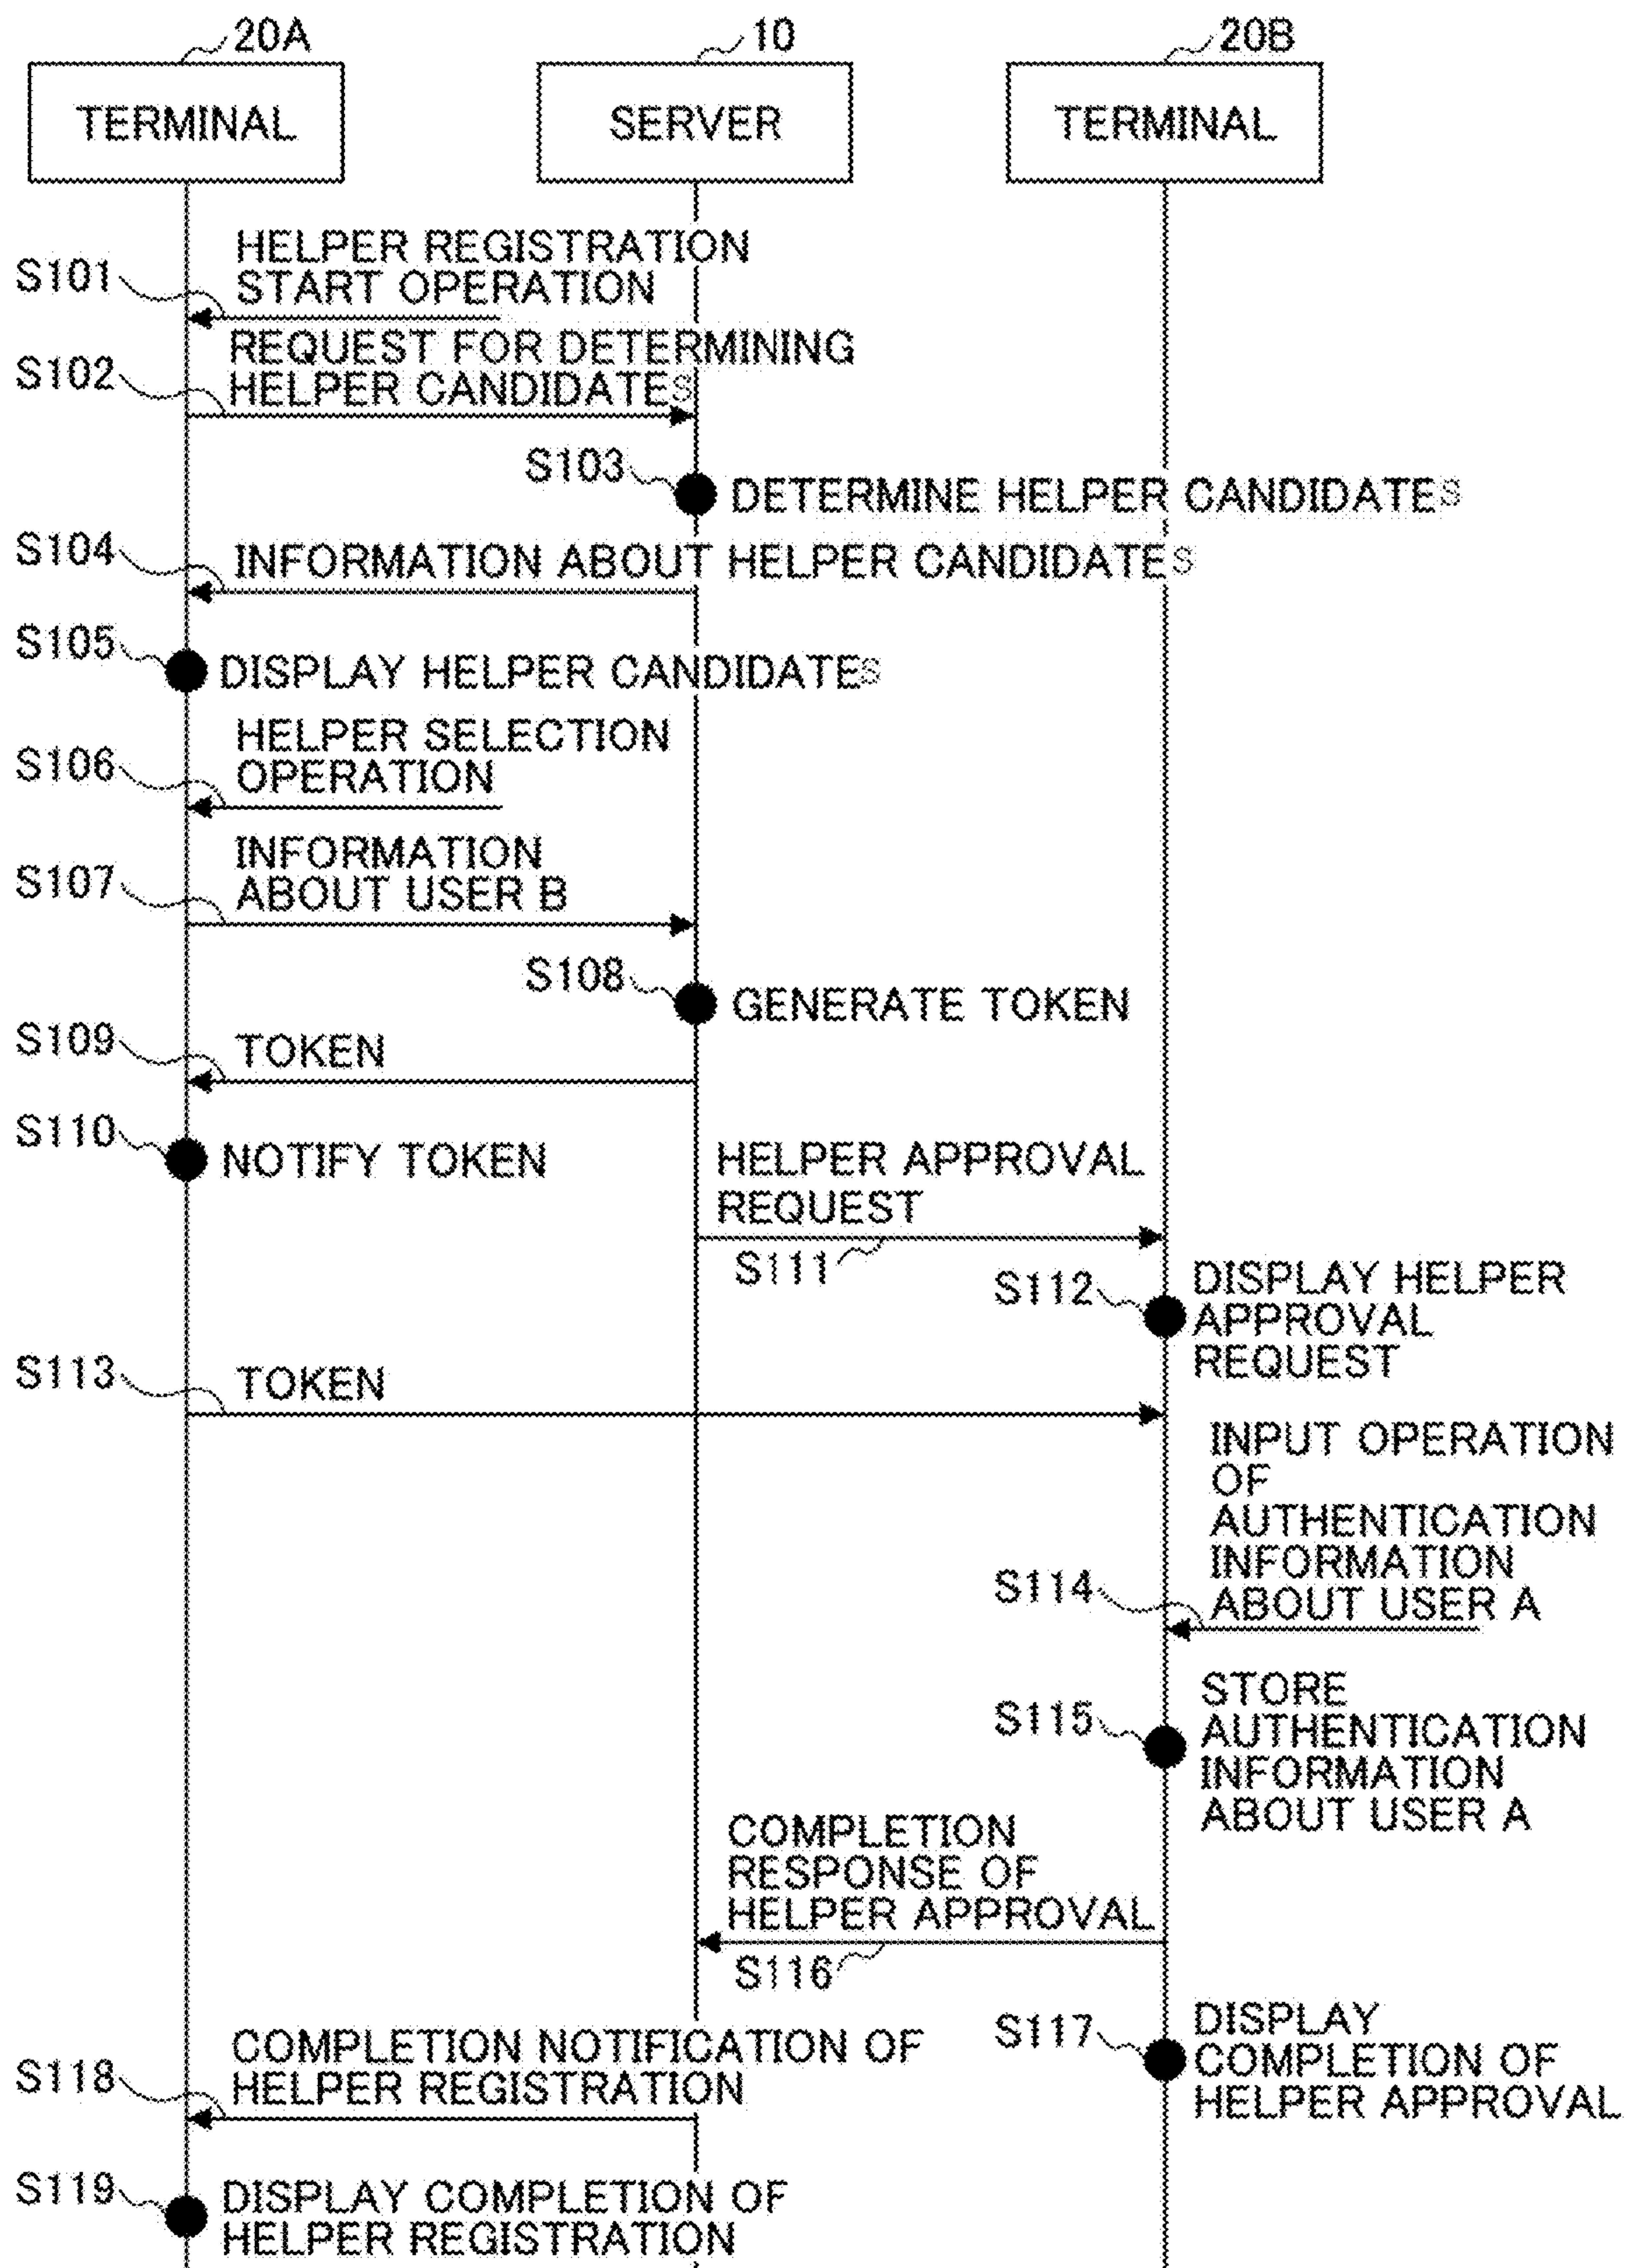 20A
10
20B
TERMINAL
SERVER
TERMINAL
S101
HELPER REGISTRATION
START OPERATION
S102
REQUEST FOR DETERMINING
HELPER CANDIDATES
S103
DETERMINE HELPER CANDIDATES
S104
INFORMATION ABOUT HELPER CANDIDATES
S105
DISPLAY HELPER CANDIDATES
S106
HELPER SELECTION
OPERATION
S107
INFORMATION
ABOUT USER B
S108
GENERATE TOKEN
S109
TOKEN
S110
NOTIFY TOKEN
HELPER APPROVAL
REQUEST
S111
S112
DISPLAY HELPER
APPROVAL
REQUEST
S113
TOKEN
INPUT OPERATION
OF
AUTHENTICATION
INFORMATION
ABOUT USER A
S114
S115
STORE
AUTHENTICATION
INFORMATION
ABOUT USER A
COMPLETION
RESPONSE OF
HELPER APPROVAL
S116
S117
DISPLAY
COMPLETION OF
HELPER APPROVAL
S118
COMPLETION NOTIFICATION OF
HELPER REGISTRATION
S119
DISPLAY COMPLETION OF
HELPER REGISTRATION